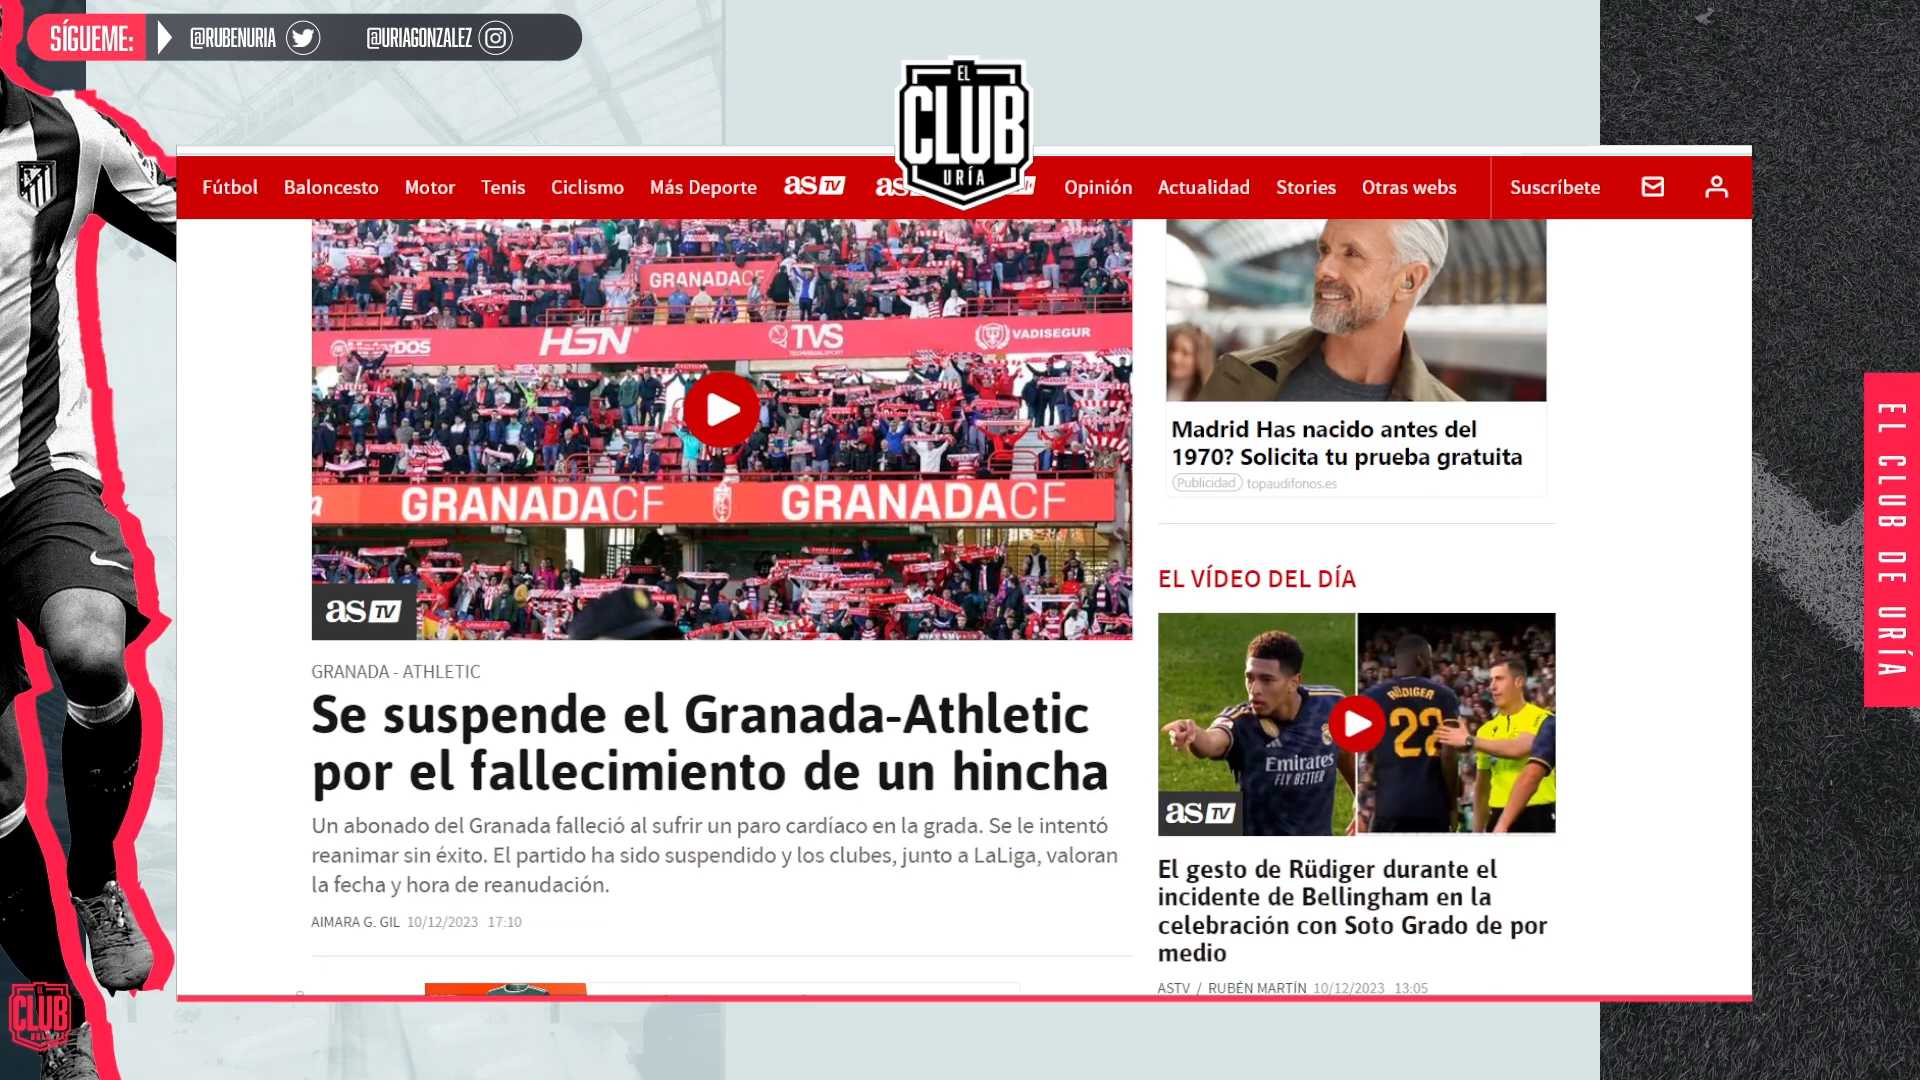 SÍGUEME: @RUBENURIA @URIAGONZALEZ
EL
CLUB
URÍA
Fútbol Baloncesto Motor Tenis Ciclismo Más Deporte as TV as Opinión Actualidad Stories Otras webs Suscríbete
GRANADACF
MotorDOS HSN TVS VADISEGUR
GRANADACF GRANADACF
as TV
GRANADA - ATHLETIC
Se suspende el Granada-Athletic
por el fallecimiento de un hincha
Un abonado del Granada falleció al sufrir un paro cardíaco en la grada. Se le intentó
reanimar sin éxito. El partido ha sido suspendido y los clubes, junto a LaLiga, valoran
la fecha y hora de reanudación.
AIMARA G. GIL 10/12/2023 17:10
Madrid Has nacido antes del
1970? Solicita tu prueba gratuita
Publicidad topaudifonos.es
EL VÍDEO DEL DÍA
RÜDIGER
22
Emirates
FLY BETTER
as TV
El gesto de Rüdiger durante el
incidente de Bellingham en la
celebración con Soto Grado de por
medio
ASTV / RUBÉN MARTÍN 10/12/2023 13:05
EL CLUB DE URÍA
EL
CLUB
URÍA